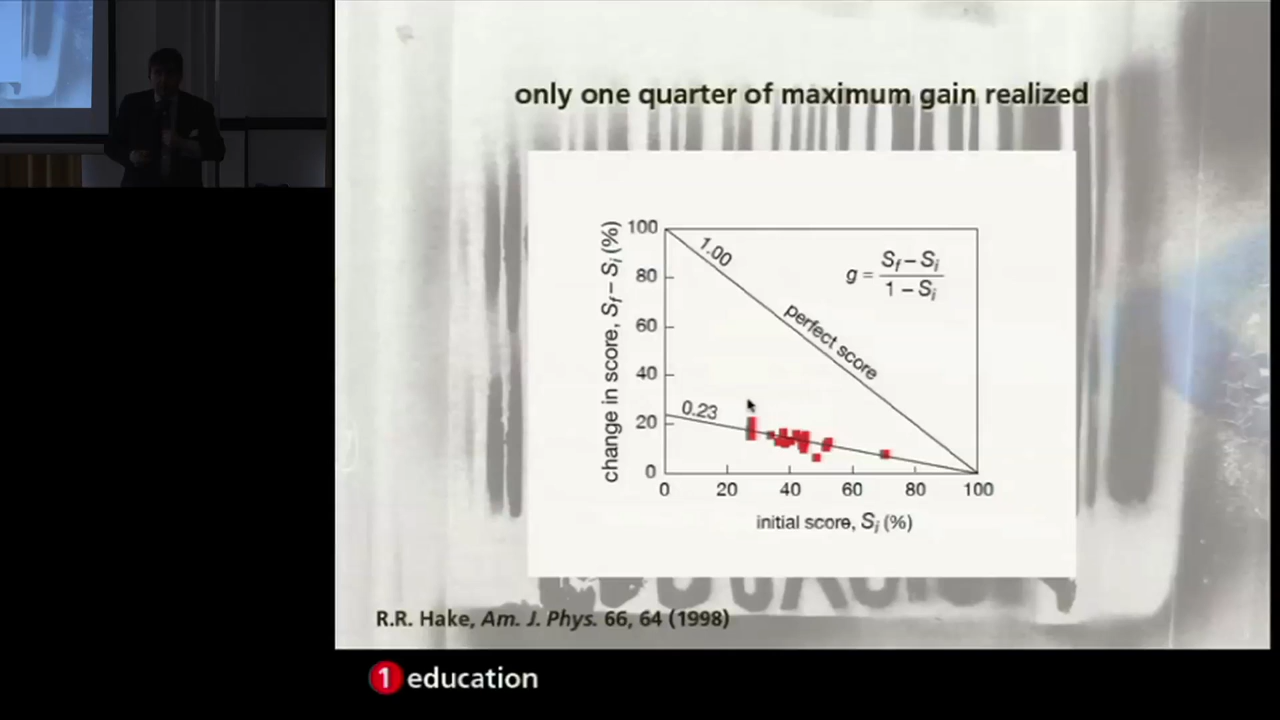 only one quarter of maximum gain realized
change in score, Sf – Si (%)
100
80
60
40
20
0
1.00
perfect score
0.23
g = Sf – Si
1 – Si
0 20 40 60 80 100
initial score, Si (%)
R.R. Hake, Am. J. Phys. 66, 64 (1998)
1 education